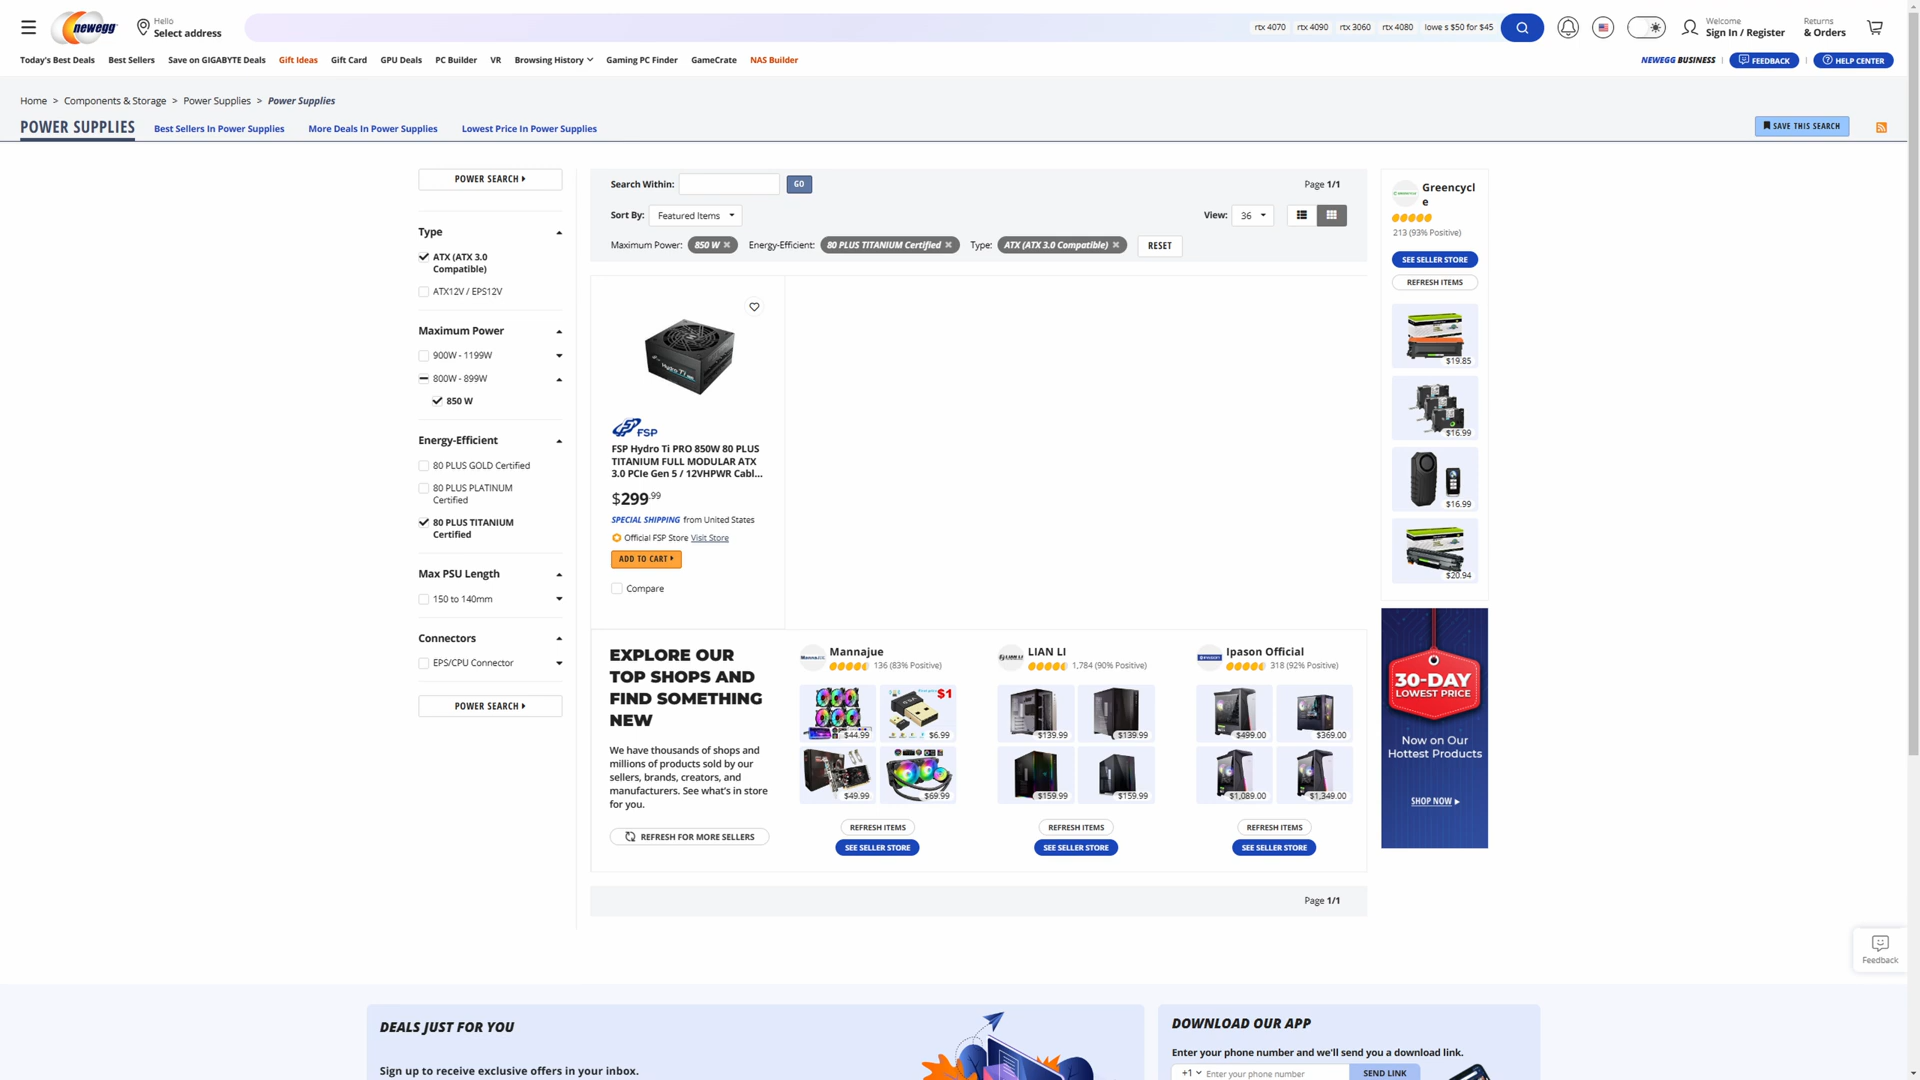 newegg
Hello
Select address
rtx 4070
rtx 4090
rtx 3060
rtx 4080
lowe s $50 for $45
Welcome
Sign In / Register
Returns
& Orders
Today's Best Deals
Best Sellers
Save on GIGABYTE Deals
Gift Ideas
Gift Card
GPU Deals
PC Builder
VR
Browsing History
Gaming PC Finder
GameCrate
NAS Builder
NEWEGG BUSINESS
FEEDBACK
HELP CENTER
Home > Components & Storage > Power Supplies > Power Supplies
POWER SUPPLIES
Best Sellers In Power Supplies
More Deals In Power Supplies
Lowest Price In Power Supplies
SAVE THIS SEARCH
POWER SEARCH
Type
ATX (ATX 3.0
Compatible)
ATX12V / EPS12V
Maximum Power
900W - 1199W
800W - 899W
850 W
Energy-Efficient
80 PLUS GOLD Certified
80 PLUS PLATINUM
Certified
80 PLUS TITANIUM
Certified
Max PSU Length
150 to 140mm
Connectors
EPS/CPU Connector
POWER SEARCH
Search Within:
GO
Page 1/1
Sort By:
Featured Items
View:
36
Maximum Power:
850 W
Energy-Efficient:
80 PLUS TITANIUM Certified
Type:
ATX (ATX 3.0 Compatible)
RESET
Hydro Ti
FSP
FSP Hydro Ti PRO 850W 80 PLUS
TITANIUM FULL MODULAR ATX
3.0 PCIe Gen 5 / 12VHPWR Cabl...
$299.99
SPECIAL SHIPPING from United States
Official FSP Store Visit Store
ADD TO CART
Compare
EXPLORE OUR
TOP SHOPS AND
FIND SOMETHING
NEW
We have thousands of shops and
millions of products sold by our
sellers, brands, creators, and
manufacturers. See what's in store
for you.
REFRESH FOR MORE SELLERS
Mannajue
136 (83% Positive)
$1
$44.99
$6.99
$49.99
$69.99
REFRESH ITEMS
SEE SELLER STORE
LIAN LI
1,784 (90% Positive)
$139.99
$139.99
$159.99
$159.99
REFRESH ITEMS
SEE SELLER STORE
Ipason Official
318 (92% Positive)
$499.00
$369.00
$1,089.00
$1,349.00
REFRESH ITEMS
SEE SELLER STORE
Page 1/1
Greencycl
e
213 (93% Positive)
SEE SELLER STORE
REFRESH ITEMS
$19.85
$16.99
$16.99
$20.94
30-DAY
LOWEST PRICE
Now on Our
Hottest Products
SHOP NOW
Feedback
DEALS JUST FOR YOU
Sign up to receive exclusive offers in your inbox.
DOWNLOAD OUR APP
Enter your phone number and we'll send you a download link.
+1
Enter your phone number
SEND LINK